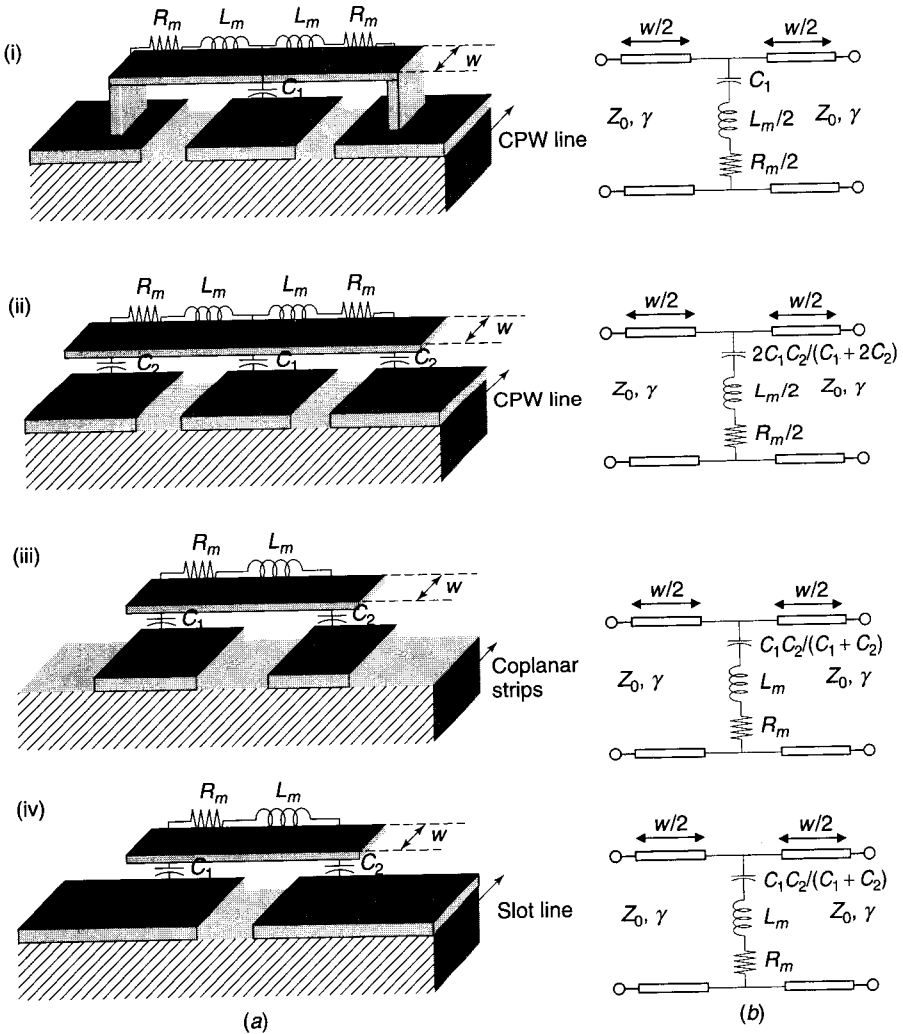 (i)
R_m L_m L_m R_m
w
C_1
CPW line
w/2 w/2
C_1
Z_0, γ L_m/2 Z_0, γ
R_m/2
(ii)
R_m L_m L_m R_m
w
C_2 C_1 C_2
CPW line
w/2 w/2
2C_1C_2/(C_1 + 2C_2)
Z_0, γ L_m/2 Z_0, γ
R_m/2
(iii)
R_m L_m
w
C_1 C_2
Coplanar
strips
w/2 w/2
C_1C_2/(C_1 + C_2)
Z_0, γ L_m Z_0, γ
R_m
(iv)
R_m L_m
w
C_1 C_2
Slot line
w/2 w/2
C_1C_2/(C_1 + C_2)
Z_0, γ L_m Z_0, γ
R_m
(a) (b)